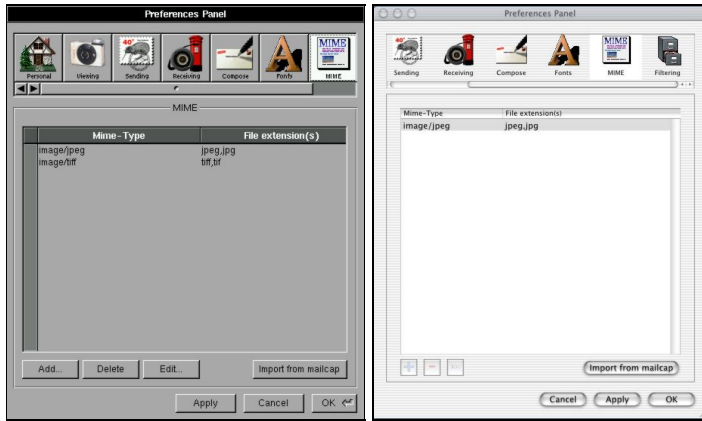 Preferences Panel
Personal Viewing Sending Receiving Compose Fonts MIME
MIME
Mime-Type File extension(s)
image/jpeg jpeg,jpg
image/tiff tiff,tif
Add... Delete Edit... Import from mailcap
Apply Cancel OK
Preferences Panel
40° MIME
Sending Receiving Compose Fonts MIME Filtering
Mime-Type File extension(s)
image/jpeg jpeg,jpg
Import from mailcap
Cancel Apply OK